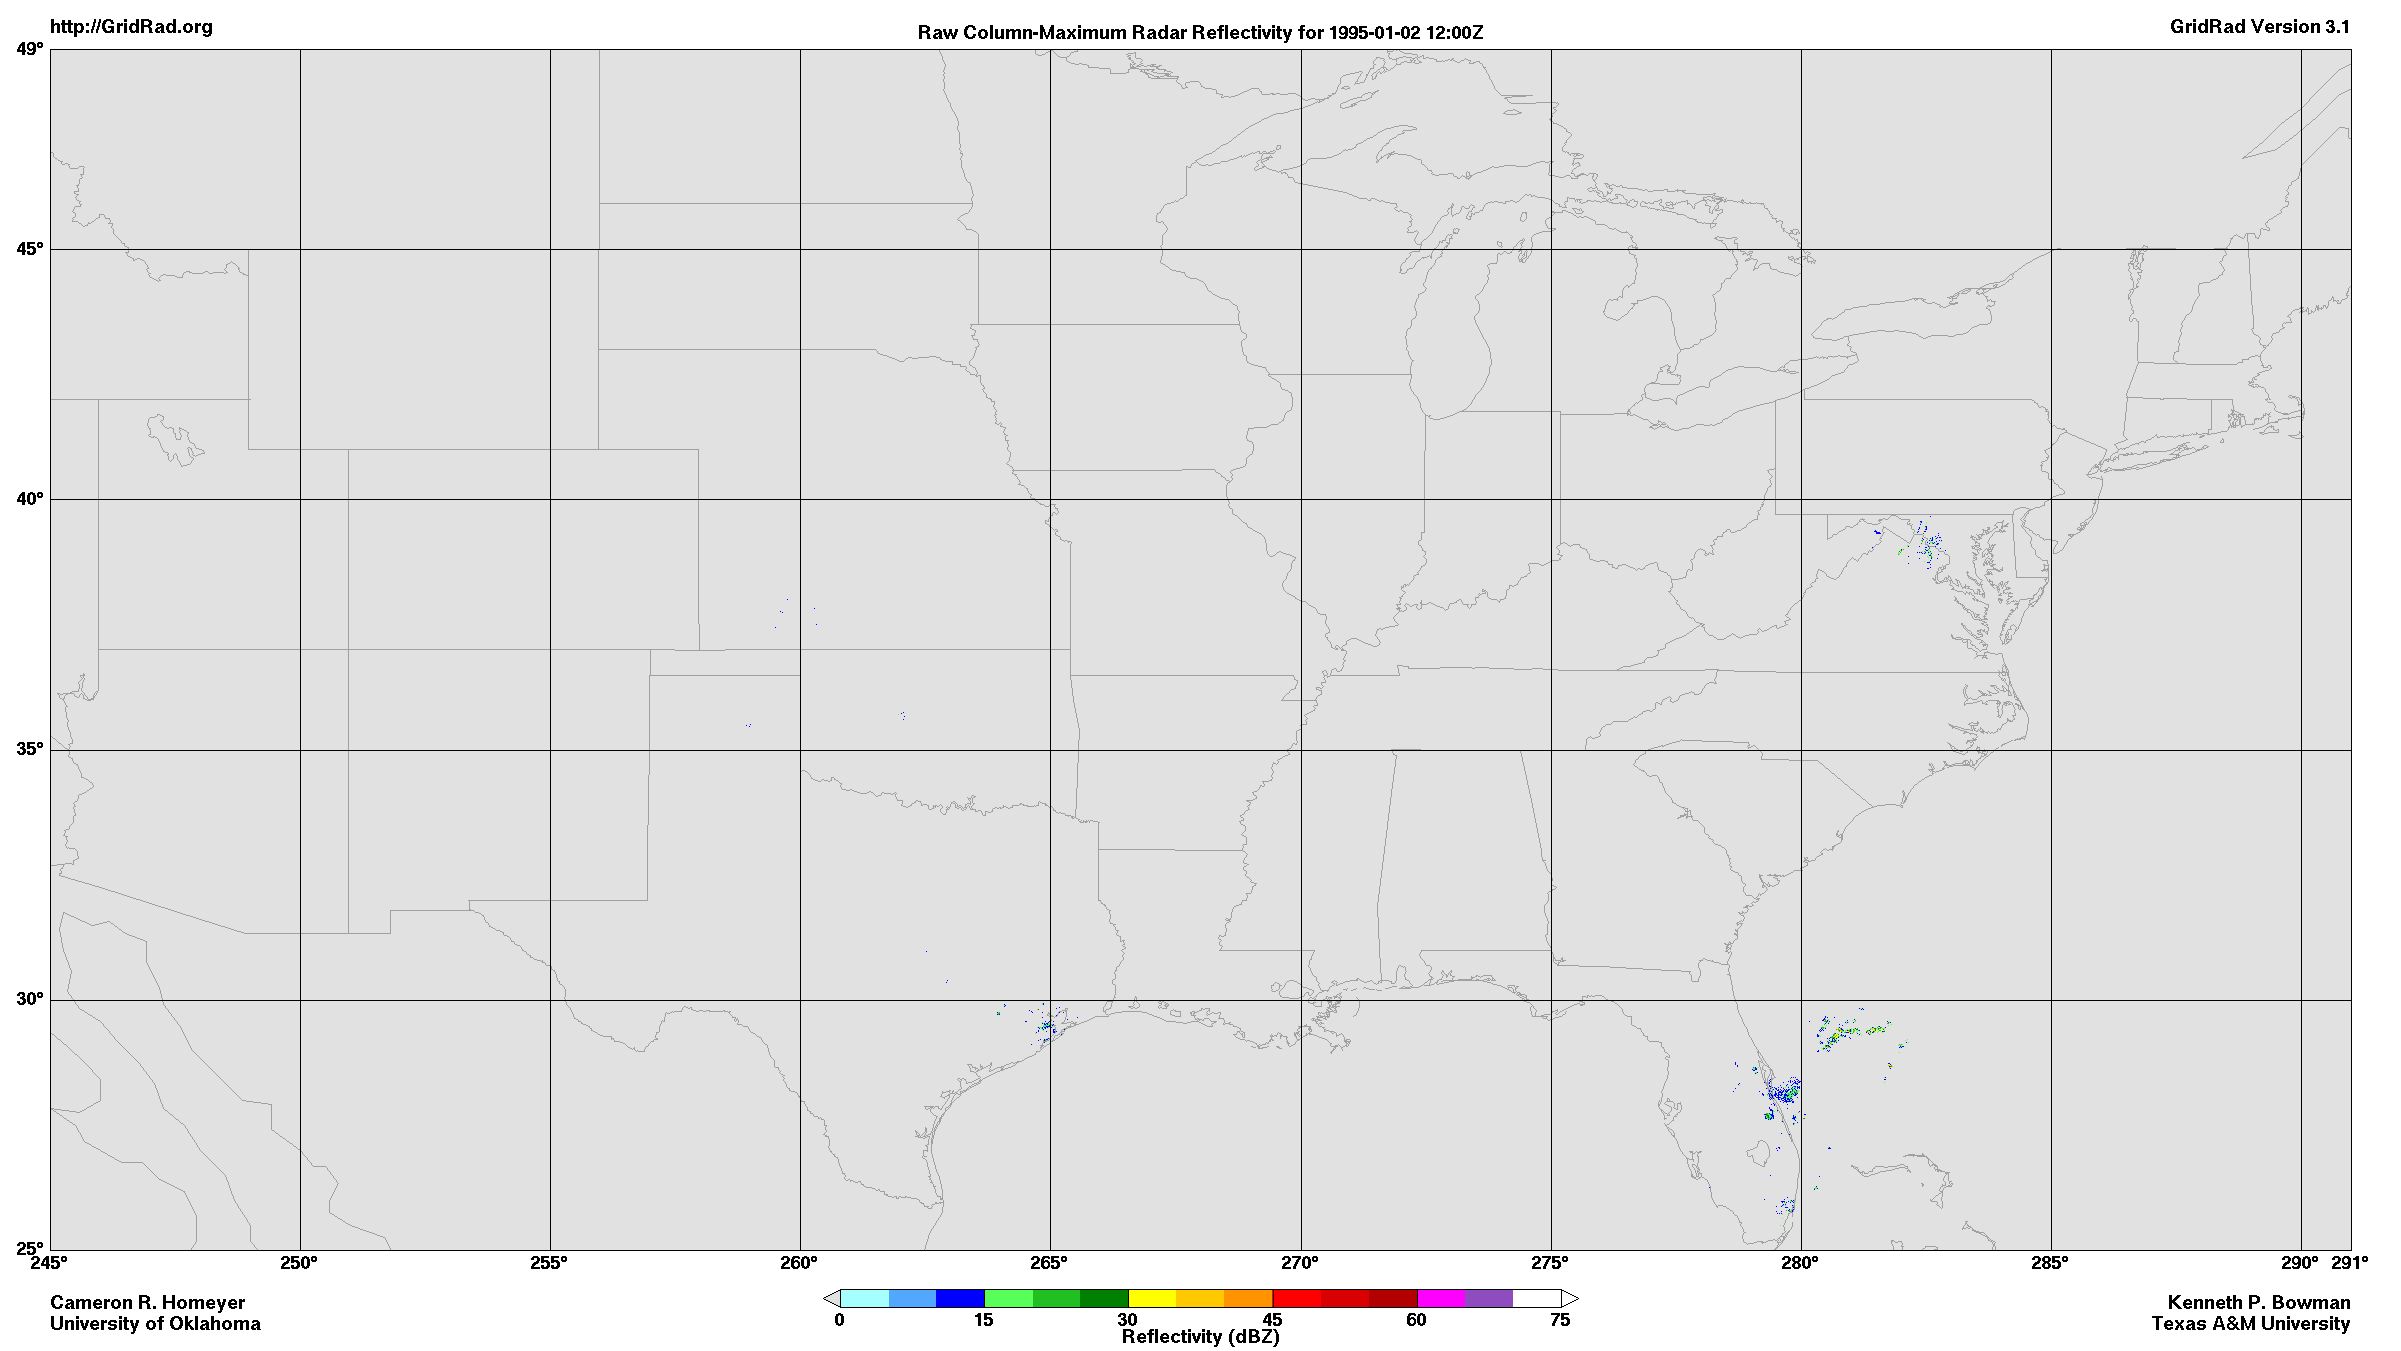 http://GridRad.org
Raw Column-Maximum Radar Reflectivity for 1995-01-02 12:00Z
GridRad Version 3.1
49°
45°
40°
35°
30°
25°
245° 250° 255° 260° 265° 270° 275° 280° 285° 290° 291°
0 15 30 45 60 75
Reflectivity (dBZ)
Cameron R. Homeyer
University of Oklahoma
Kenneth P. Bowman
Texas A&M University